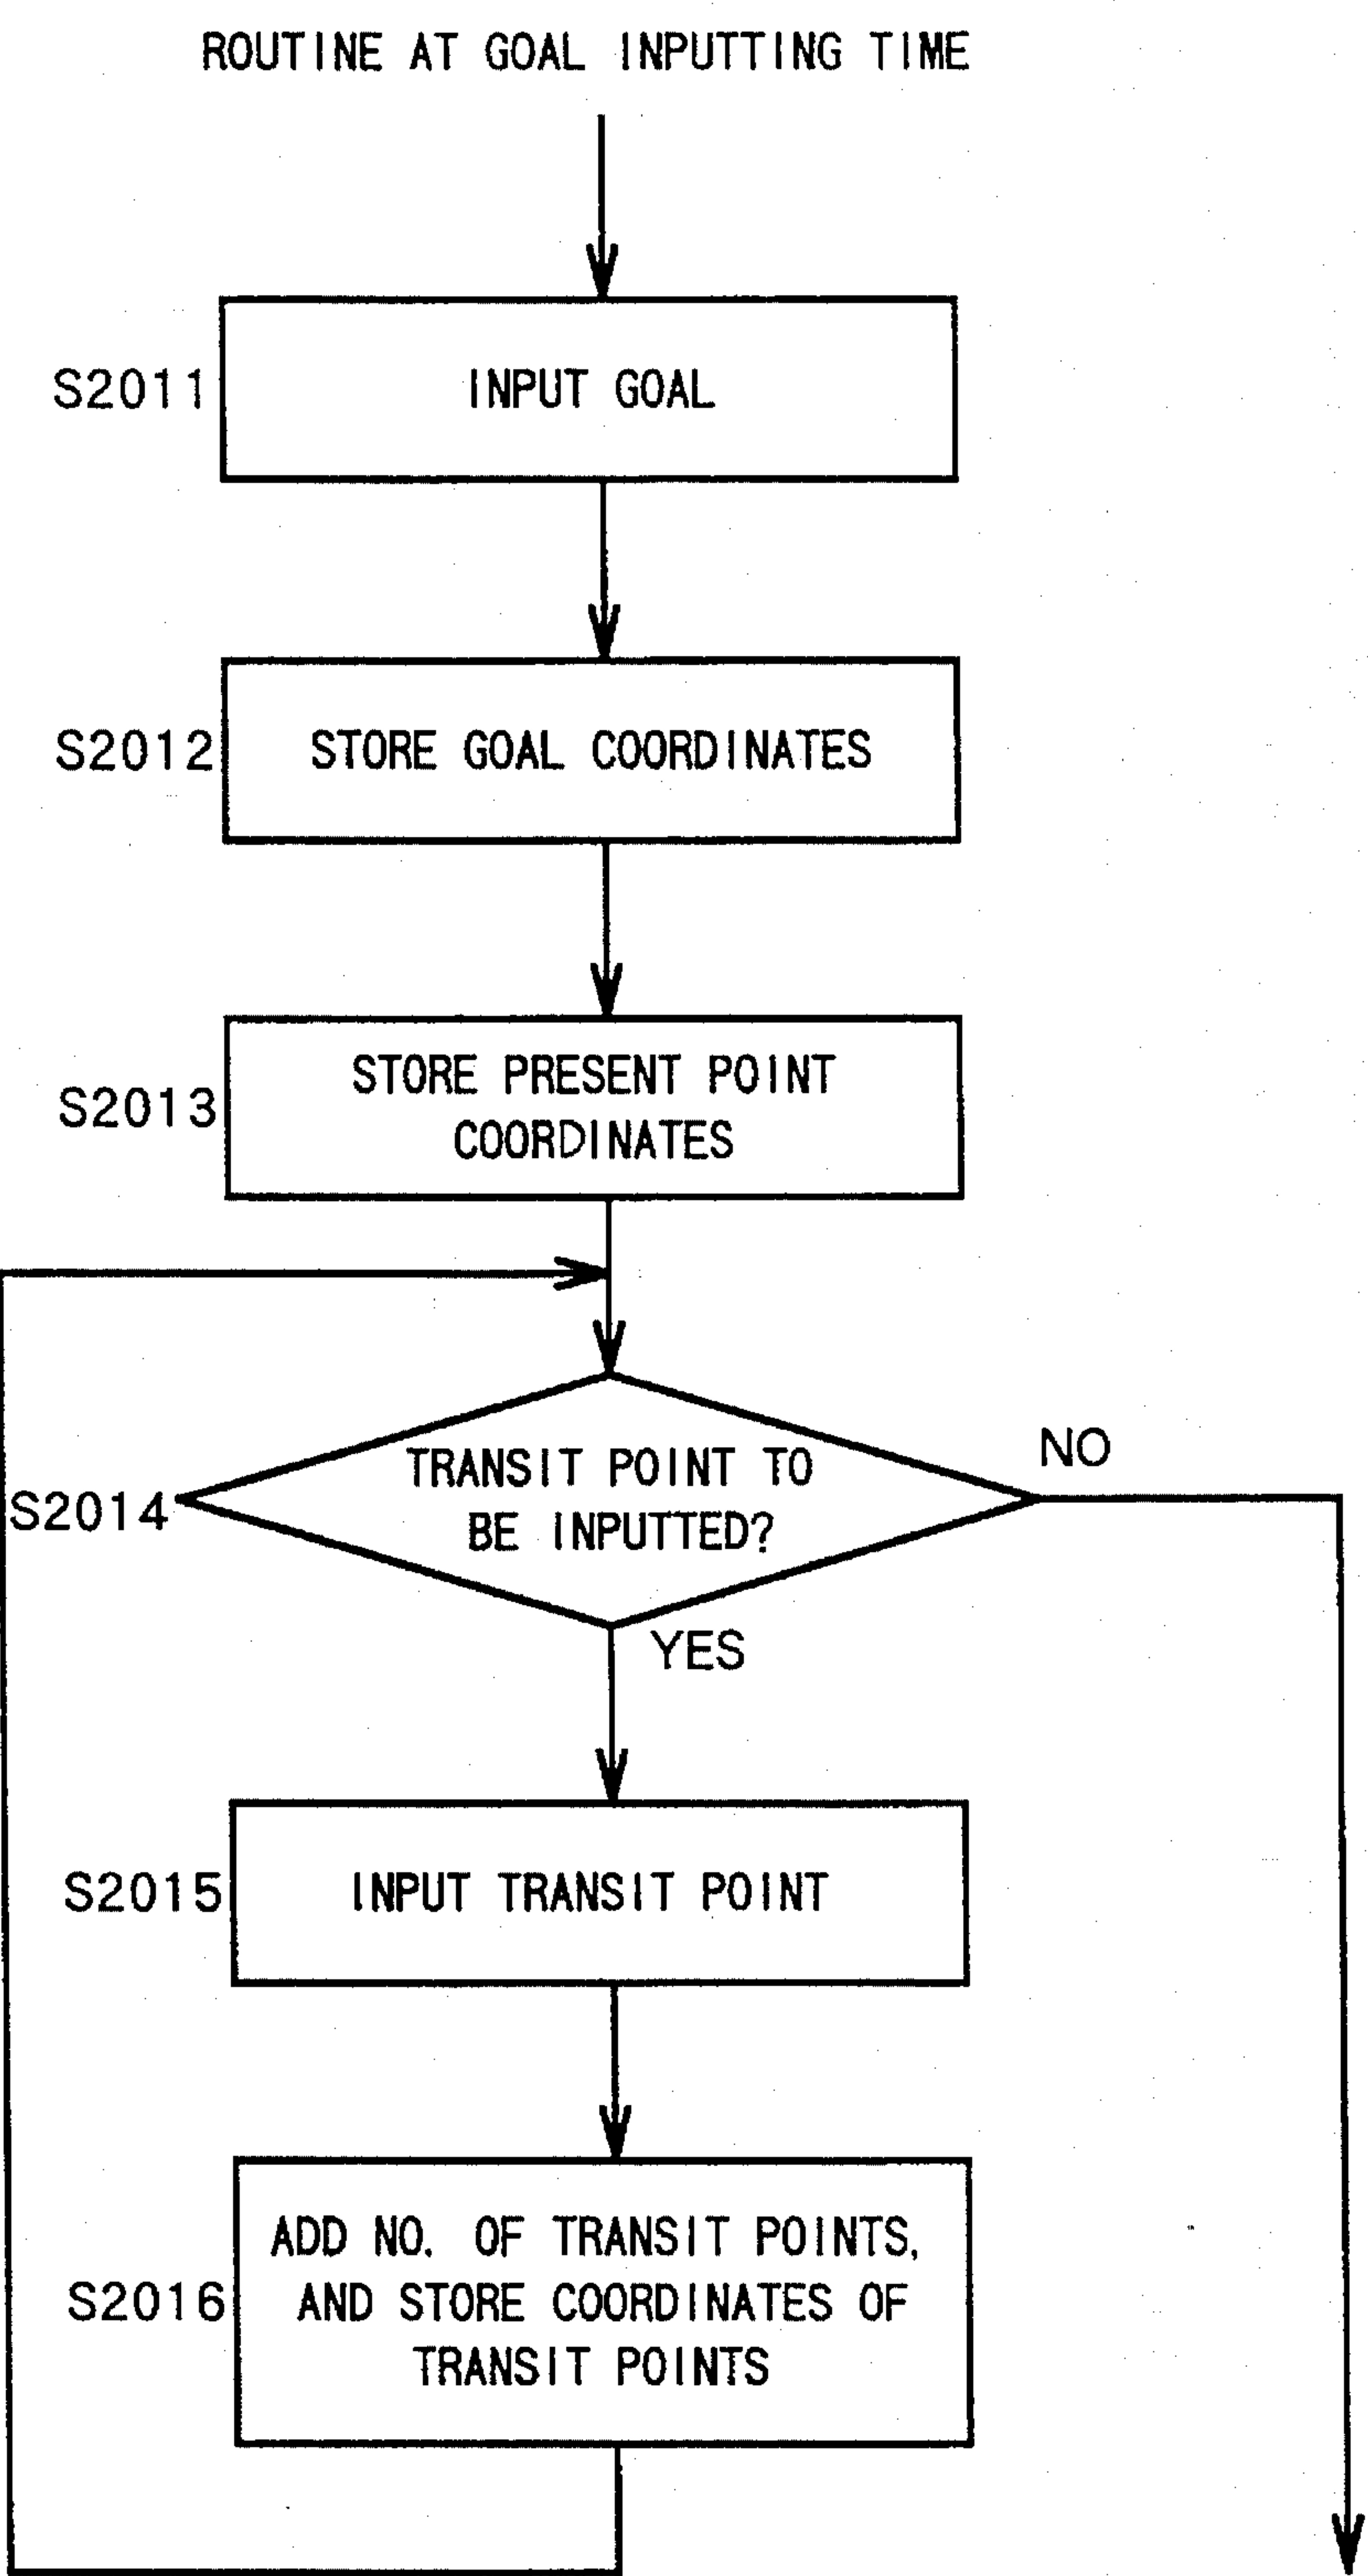 ROUTINE AT GOAL INPUTTING TIME
S2011
INPUT GOAL
S2012
STORE GOAL COORDINATES
S2013
STORE PRESENT POINT
COORDINATES
S2014
TRANSIT POINT TO
BE INPUTTED?
NO
YES
S2015
INPUT TRANSIT POINT
S2016
ADD NO. OF TRANSIT POINTS,
AND STORE COORDINATES OF
TRANSIT POINTS